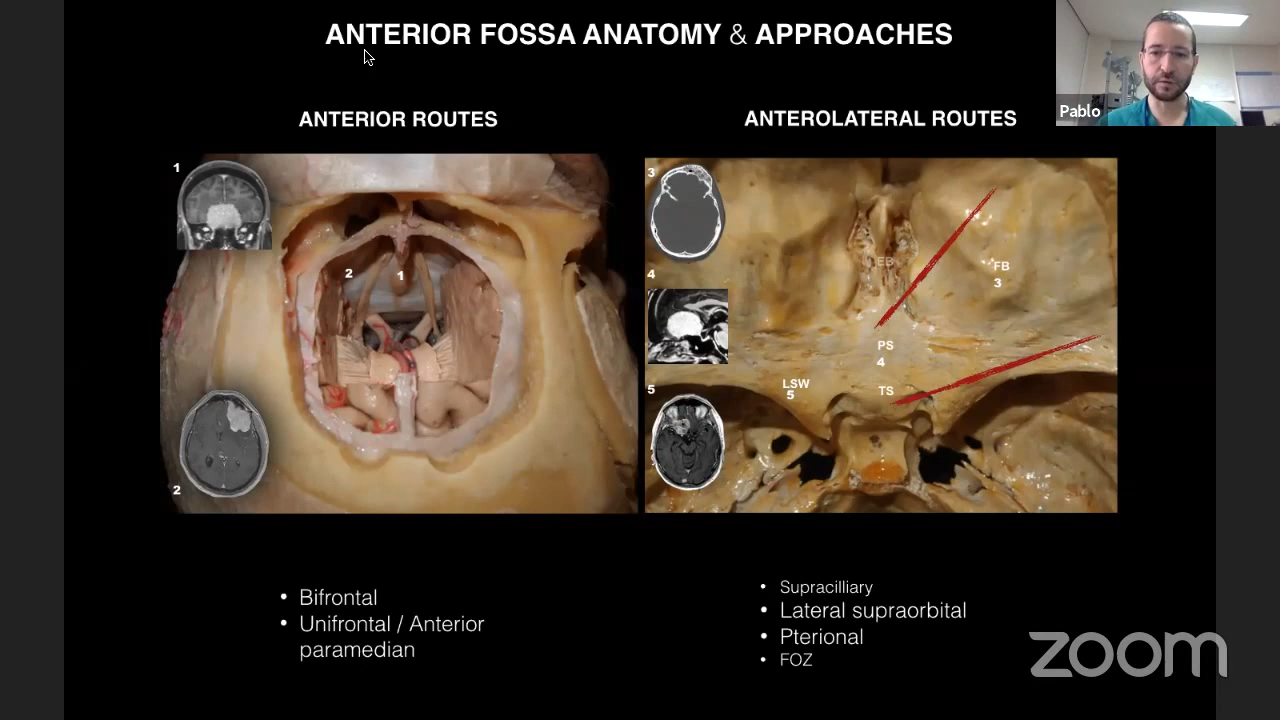 ANTERIOR FOSSA ANATOMY & APPROACHES
Pablo
ANTERIOR ROUTES
ANTEROLATERAL ROUTES
1
2
1
2
3
4
5
EB
FB
3
PS
4
LSW
5
TS
• Bifrontal
• Unifrontal / Anterior
paramedian
• Supracilliary
• Lateral supraorbital
• Pterional
• FOZ
zoom